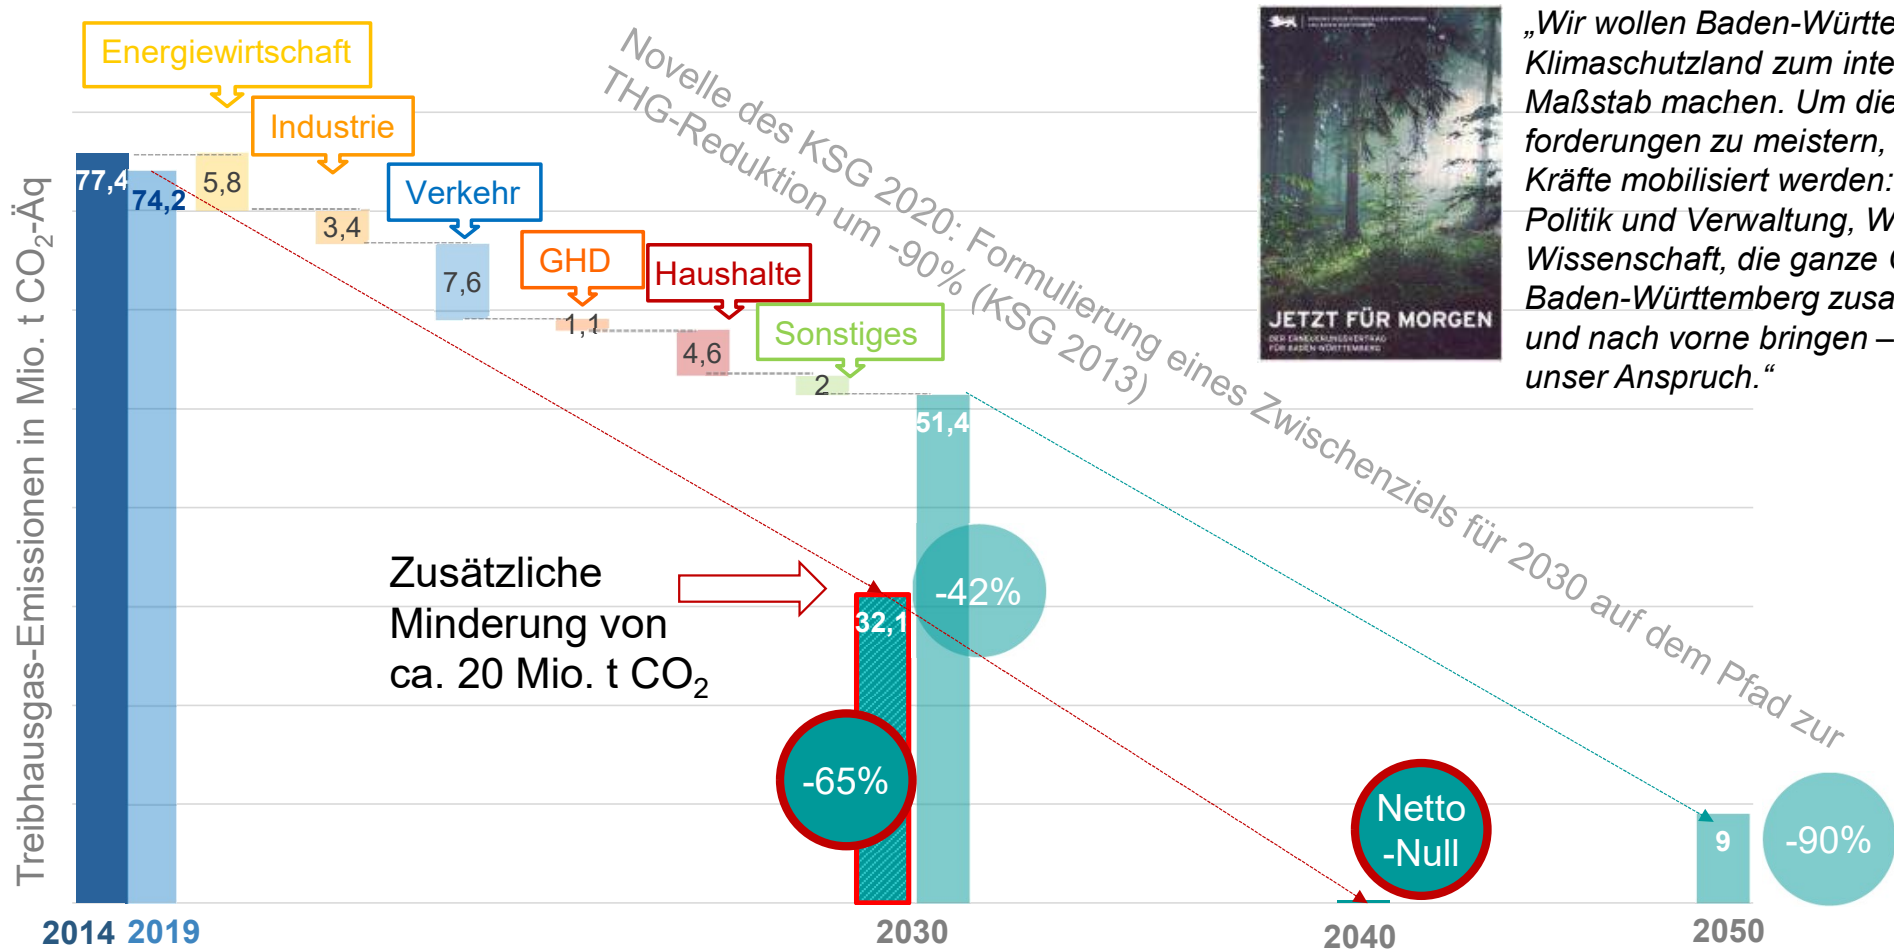 Energiewirtschaft
Industrie
Verkehr
GHD
Haushalte
Sonstiges
77,4
74,2
5,8
3,4
7,6
1,1
4,6
2
51,4
32,1
9
-42%
-65%
Netto
-Null
-90%
Zusätzliche
Minderung von
ca. 20 Mio. t CO₂
Novelle des KSG 2020: Formulierung eines Zwischenziels für 2030 auf dem Pfad zur
THG-Reduktion um -90% (KSG 2013)
Treibhausgas-Emissionen in Mio. t CO₂-Äq
2014
2019
2030
2040
2050
JETZT FÜR MORGEN
DER ERNEUERUNGSVERTRAG
FÜR BADEN-WÜRTTEMBERG
„Wir wollen Baden-Württe
Klimaschutzland zum inte
Maßstab machen. Um die
forderungen zu meistern,
Kräfte mobilisiert werden:
Politik und Verwaltung, W
Wissenschaft, die ganze
Baden-Württemberg zusa
und nach vorne bringen –
unser Anspruch.“